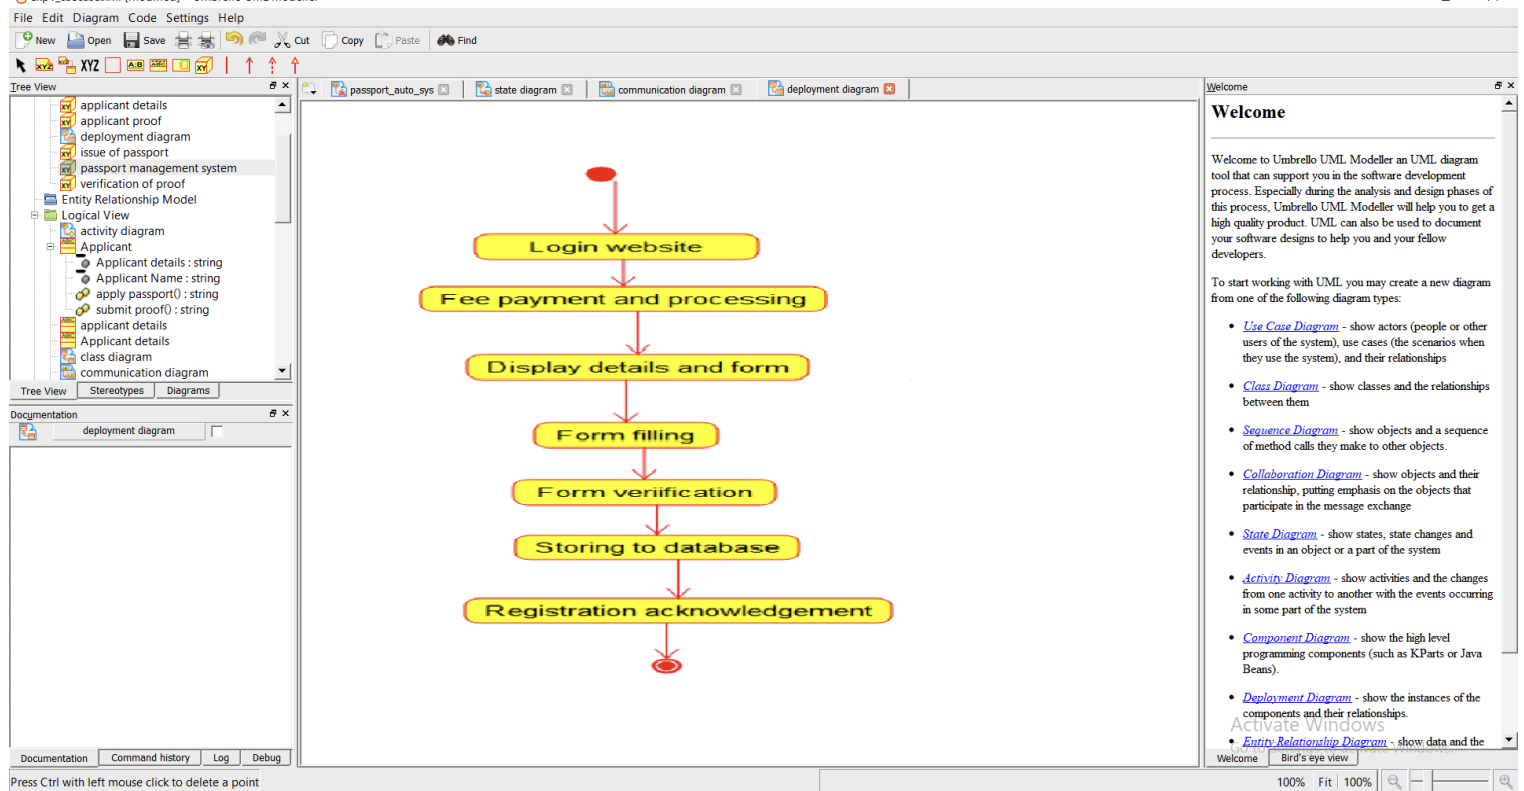 File Edit Diagram Code Settings Help
New Open Save Cut Copy Paste Find
XYZ
Tree View
passport_auto_sys state diagram communication diagram deployment diagram
applicant details
applicant proof
deployment diagram
issue of passport
passport management system
verification of proof
Entity Relationship Model
Logical View
activity diagram
Applicant
Applicant details : string
Applicant Name : string
apply passport() : string
submit proof() : string
applicant details
Applicant details
class diagram
communication diagram
Tree View Stereotypes Diagrams
Documentation
deployment diagram
Documentation Command history Log Debug
Press Ctrl with left mouse click to delete a point
Login website
Fee payment and processing
Display details and form
Form filling
Form veriification
Storing to database
Registration acknowledgement
Welcome
Welcome
Welcome to Umbrello UML Modeller an UML diagram
tool that can support you in the software development
process. Especially during the analysis and design phases of
this process, Umbrello UML Modeller will help you to get a
high quality product. UML can also be used to document
your software designs to help you and your fellow
developers.
To start working with UML you may create a new diagram
from one of the following diagram types:
Use Case Diagram - show actors (people or other
users of the system), use cases (the scenarios when
they use the system), and their relationships
Class Diagram - show classes and the relationships
between them
Sequence Diagram - show objects and a sequence
of method calls they make to other objects.
Collaboration Diagram - show objects and their
relationship, putting emphasis on the objects that
participate in the message exchange
State Diagram - show states, state changes and
events in an object or a part of the system
Activity Diagram - show activities and the changes
from one activity to another with the events occurring
in some part of the system
Component Diagram - show the high level
programming components (such as KParts or Java
Beans).
Deployment Diagram - show the instances of the
components and their relationships.
Activate Windows
Entity Relationship Diagram - show data and the
Go to Settings to activate Windows.
Welcome Bird's eye view
100% Fit 100%